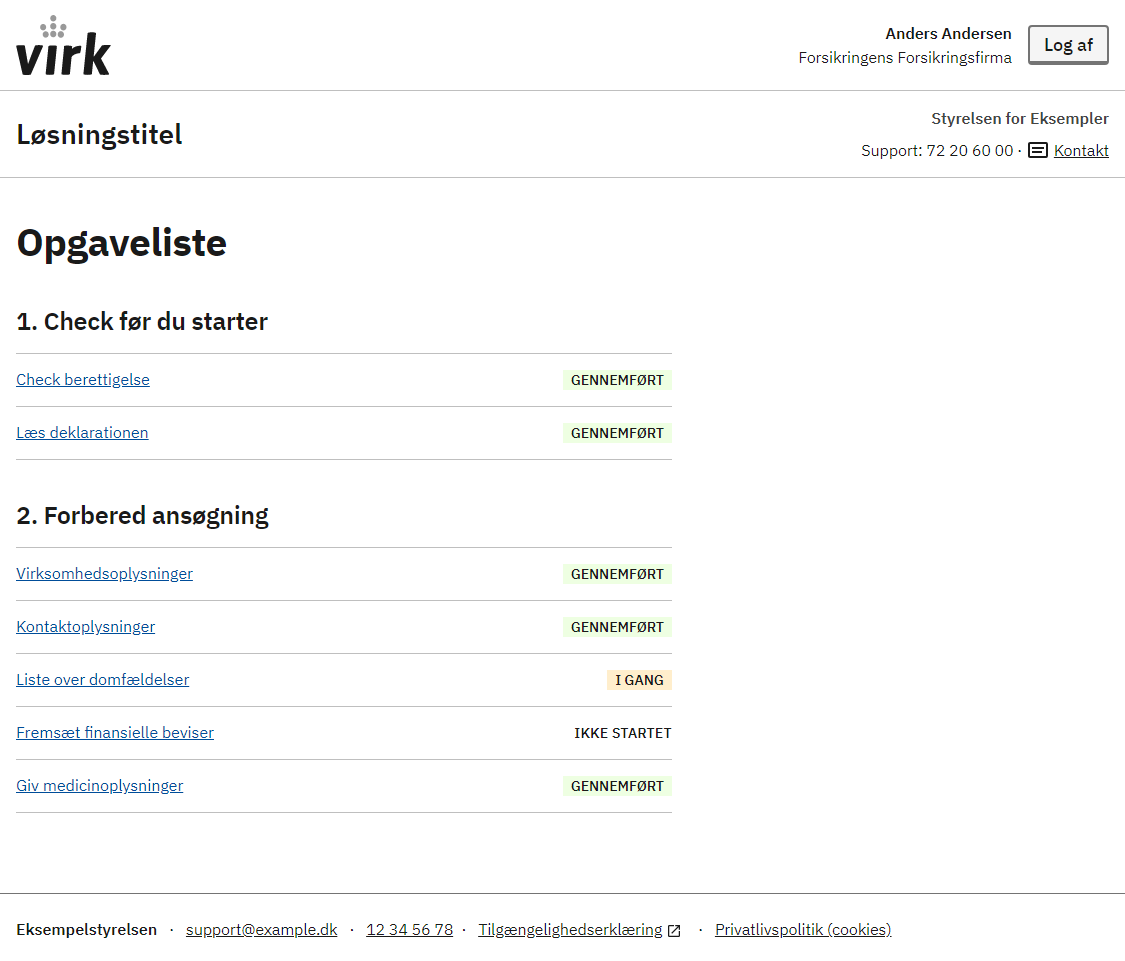 virk
Anders Andersen
Forsikringens Forsikringsfirma
Log af
Løsningstitel
Styrelsen for Eksempler
Support: 72 20 60 00 · Kontakt
Opgaveliste
1. Check før du starter
Check berettigelse GENNEMFØRT
Læs deklarationen GENNEMFØRT
2. Forbered ansøgning
Virksomhedsoplysninger GENNEMFØRT
Kontaktoplysninger GENNEMFØRT
Liste over domfældelser I GANG
Fremsæt finansielle beviser IKKE STARTET
Giv medicinoplysninger GENNEMFØRT
Eksempelstyrelsen · support@example.dk · 12 34 56 78 · Tilgængelighedserklæring · Privatlivspolitik (cookies)